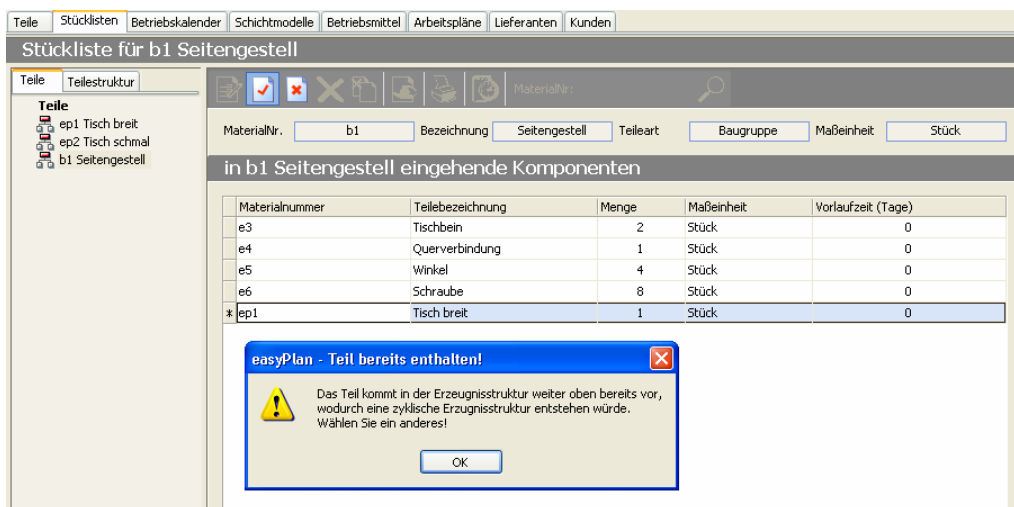 Teile Stücklisten Betriebskalender Schichtmodelle Betriebsmittel Arbeitspläne Lieferanten Kunden
Stückliste für b1 Seitengestell
Teile Teilestruktur
Teile
ep1 Tisch breit
ep2 Tisch schmal
b1 Seitengestell
MaterialNr:
MaterialNr. b1 Bezeichnung Seitengestell Teileart Baugruppe Maßeinheit Stück
in b1 Seitengestell eingehende Komponenten
Materialnummer Teilebezeichnung Menge Maßeinheit Vorlaufzeit (Tage)
e3 Tischbein 2 Stück 0
e4 Querverbindung 1 Stück 0
e5 Winkel 4 Stück 0
e6 Schraube 8 Stück 0
* ep1 Tisch breit 1 Stück 0
easyPlan - Teil bereits enthalten!
Das Teil kommt in der Erzeugnisstruktur weiter oben bereits vor,
wodurch eine zyklische Erzugnisstruktur entstehen würde.
Wählen Sie ein anderes!
OK